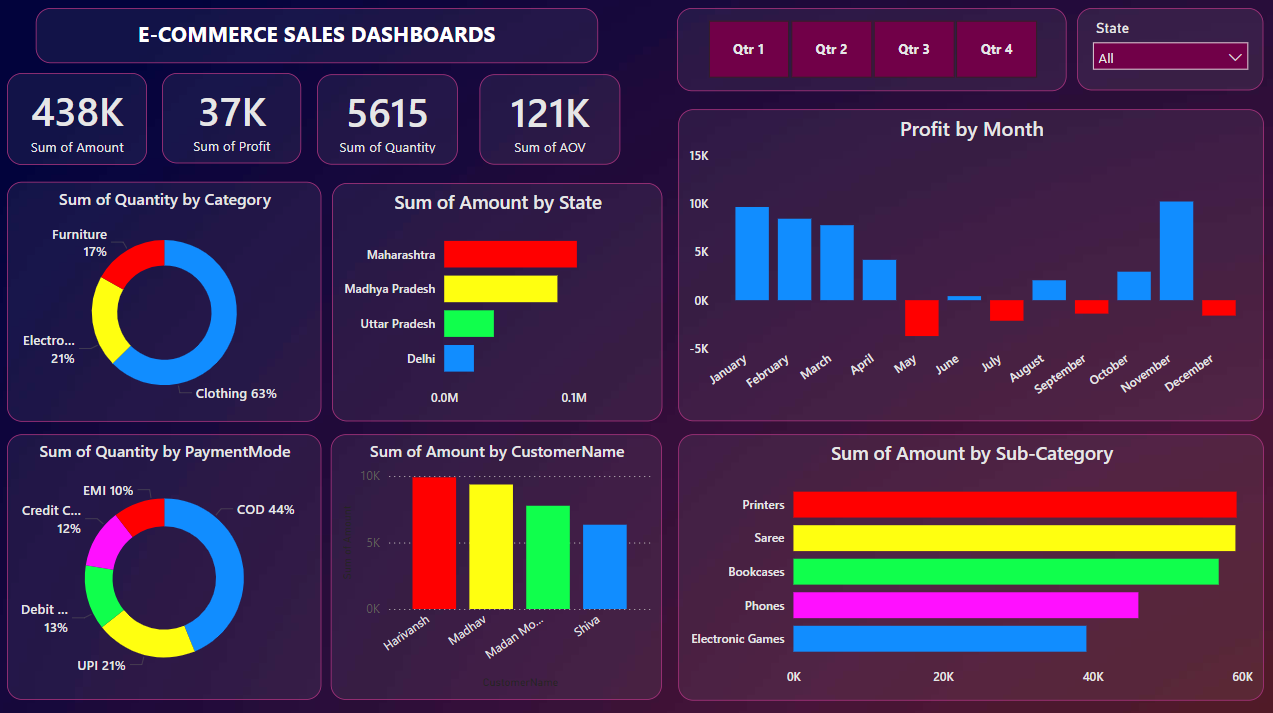 E-COMMERCE SALES DASHBOARDS
Qtr 1
Qtr 2
Qtr 3
Qtr 4
State
All
438K
Sum of Amount
37K
Sum of Profit
5615
Sum of Quantity
121K
Sum of AOV
Sum of Quantity by Category
Furniture
17%
Electro...
21%
Clothing 63%
Sum of Amount by State
Maharashtra
Madhya Pradesh
Uttar Pradesh
Delhi
0.0M
0.1M
Profit by Month
15K
10K
5K
0K
-5K
January
February
March
April
May
June
July
August
September
October
November
December
Sum of Quantity by PaymentMode
EMI 10%
Credit C...
12%
Debit ...
13%
UPI 21%
COD 44%
Sum of Amount by CustomerName
10K
5K
0K
Harivansh
Madhav
Madan Mo...
Shiva
CustomerName
Sum of Amount by Sub-Category
Printers
Saree
Bookcases
Phones
Electronic Games
0K
20K
40K
60K